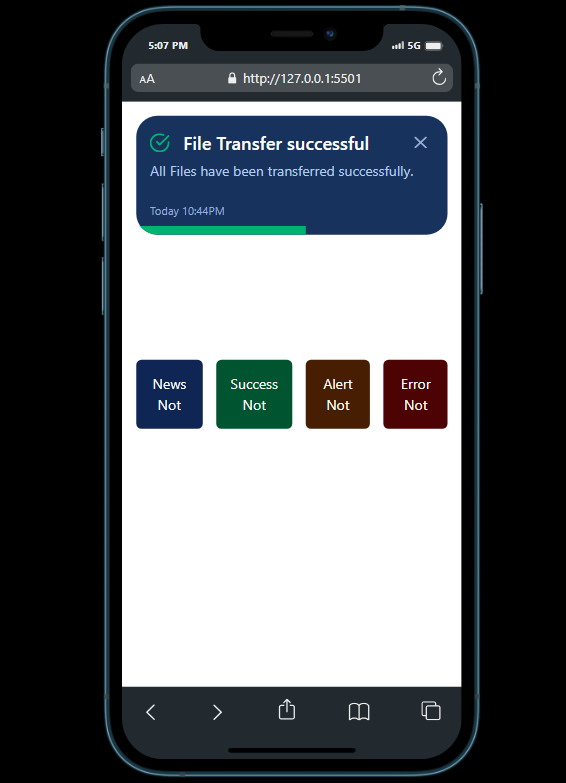 5:07 PM
5G
AA
http://127.0.0.1:5501
File Transfer successful
All Files have been transferred successfully.
Today 10:44PM
News
Not
Success
Not
Alert
Not
Error
Not